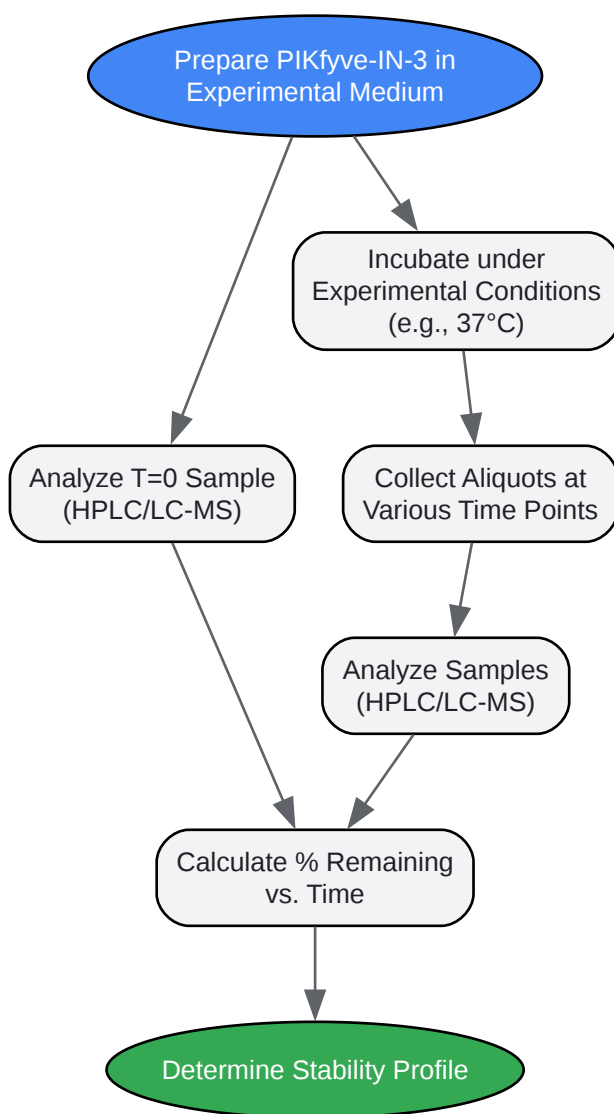 Prepare PIKfyve-IN-3 in
Experimental Medium
Incubate under
Experimental Conditions
(e.g., 37°C)
Analyze T=0 Sample
(HPLC/LC-MS)
Collect Aliquots at
Various Time Points
Analyze Samples
(HPLC/LC-MS)
Calculate % Remaining
vs. Time
Determine Stability Profile